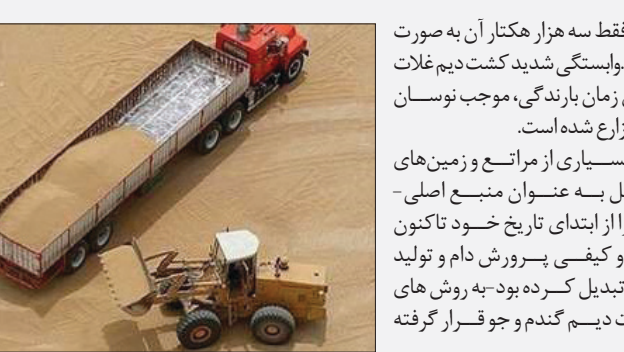 فقط سه هزار هکتار آن به صورت
.وابستگی شدید کشت دیم غلات
زمان بارندگی، موجب نوسان
زارع شده است.
سیاری از مراتع و زمین‌های
ل به عنوان منبع اصلی-
را از ابتدای تاریخ خود تاکنون
و کیفی پرورش دام و تولید
تبدیل کرده بود-به روش های
ت دیم گندم و جو قرار گرفته